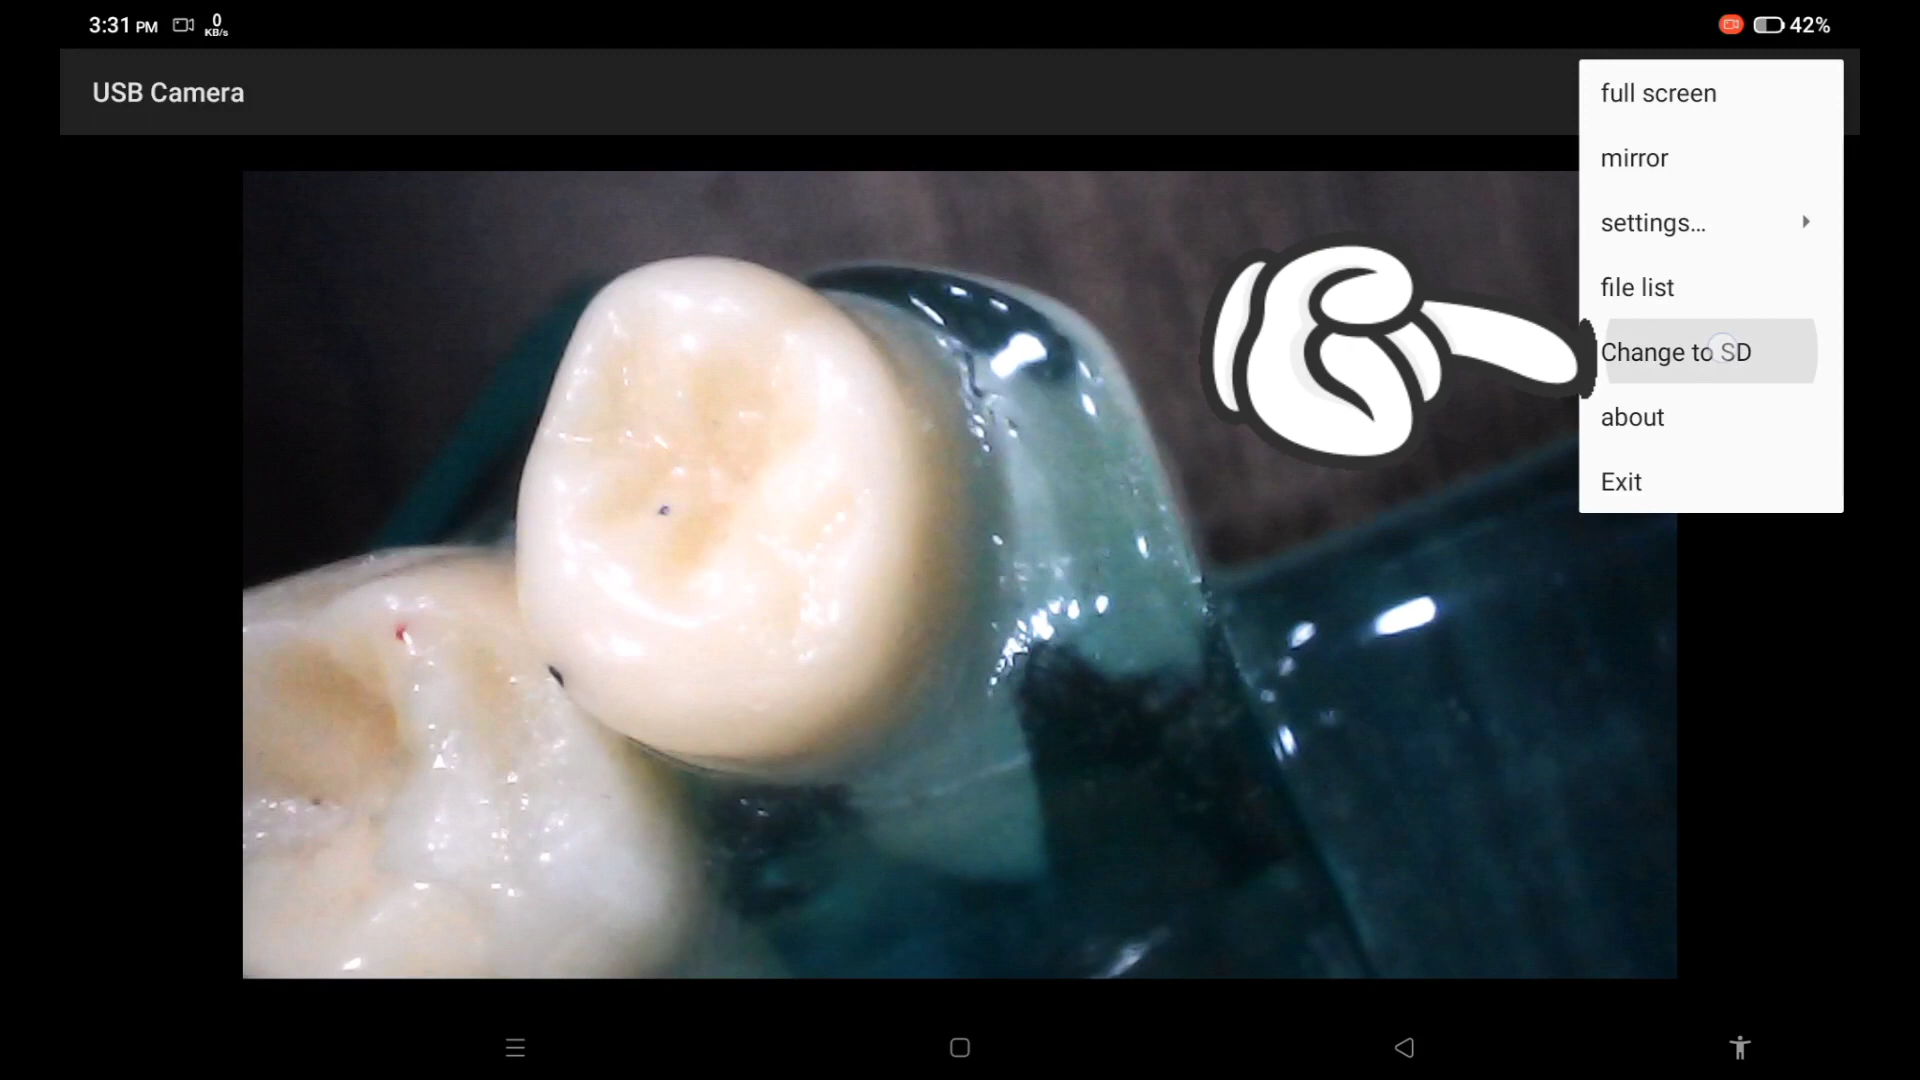 3:31 PM 0 KB/s 42%
USB Camera
full screen
mirror
settings...
file list
Change to SD
about
Exit